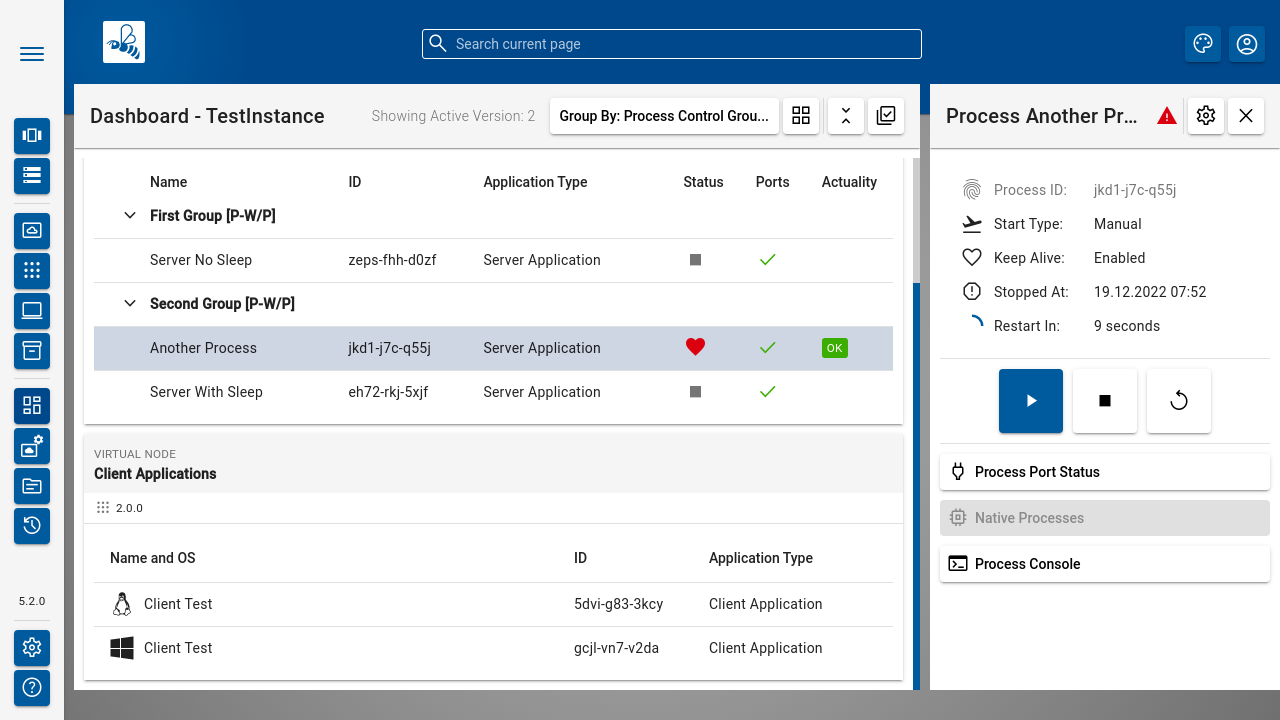 Search current page
Dashboard - TestInstance
Showing Active Version: 2
Group By: Process Control Grou...
Name ID Application Type Status Ports Actuality
First Group [P-W/P]
Server No Sleep zeps-fhh-d0zf Server Application
Second Group [P-W/P]
Another Process jkd1-j7c-q55j Server Application OK
Server With Sleep eh72-rkj-5xjf Server Application
VIRTUAL NODE
Client Applications
2.0.0
Name and OS ID Application Type
Client Test 5dvi-g83-3kcy Client Application
Client Test gcjl-vn7-v2da Client Application
Process Another Pr...
Process ID: jkd1-j7c-q55j
Start Type: Manual
Keep Alive: Enabled
Stopped At: 19.12.2022 07:52
Restart In: 9 seconds
Process Port Status
Native Processes
Process Console
5.2.0